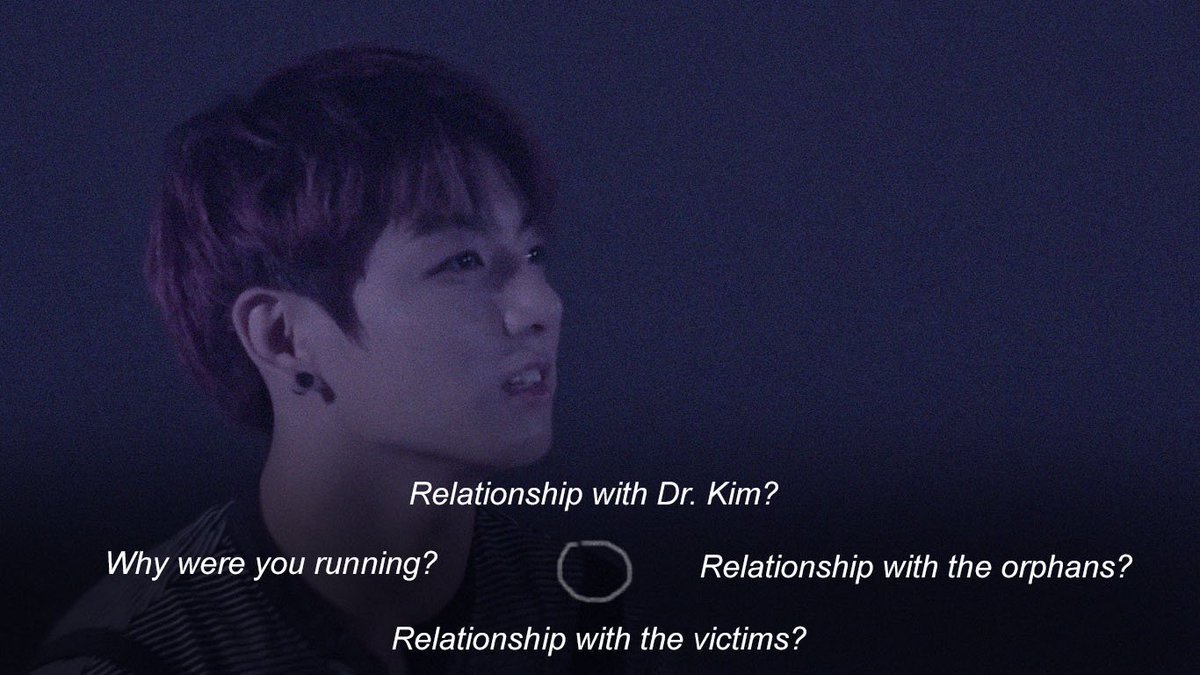 Relationship with Dr. Kim?
Why were you running?
Relationship with the orphans?
Relationship with the victims?